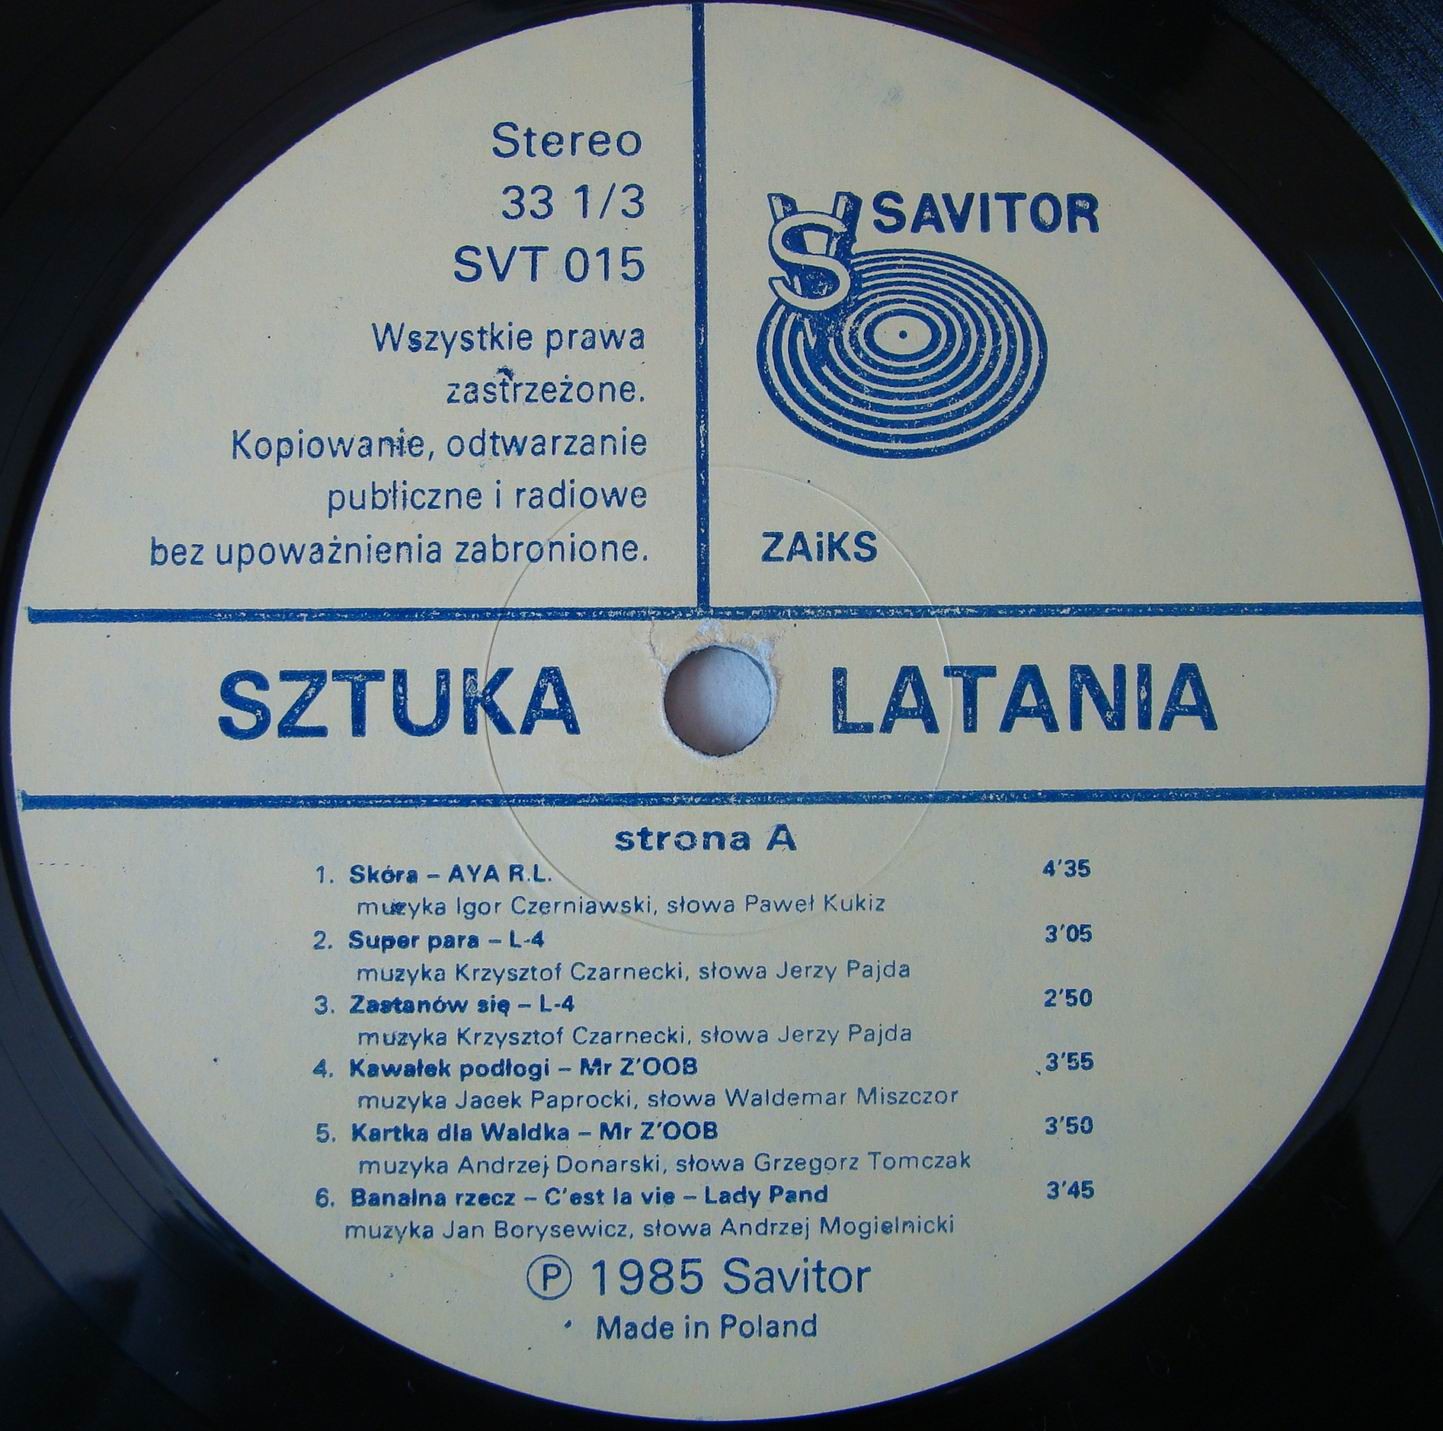 Stereo
33 1/3
SVT 015
Wszystkie prawa
zastrzeżone.
Kopiowanie, odtwarzanie
publiczne i radiowe
bez upoważnienia zabronione.
SAVITOR
ZAiKS
SZTUKA LATANIA
strona A
1. Skóra – AYA R.L. 4'35
muzyka Igor Czerniawski, słowa Paweł Kukiz
2. Super para – L-4 3'05
muzyka Krzysztof Czarnecki, słowa Jerzy Pajda
3. Zastanów się – L-4 2'50
muzyka Krzysztof Czarnecki, słowa Jerzy Pajda
4. Kawałek podłogi – Mr Z'OOB 3'55
muzyka Jacek Paprocki, słowa Waldemar Miszczor
5. Kartka dla Waldka – Mr Z'OOB 3'50
muzyka Andrzej Donarski, słowa Grzegorz Tomczak
6. Banalna rzecz – C'est la vie – Lady Pand 3'45
muzyka Jan Borysewicz, słowa Andrzej Mogielnicki
Ⓟ 1985 Savitor
Made in Poland